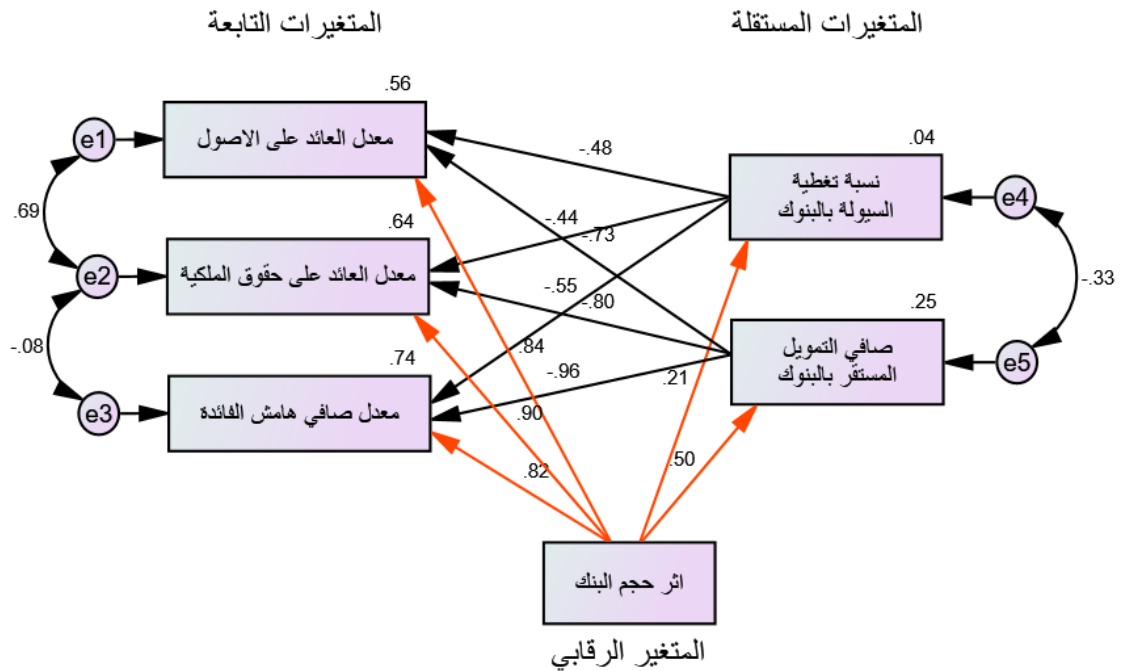 المتغيرات المستقلة
المتغيرات التابعة
.56
معدل العائد على الاصول
e1
.04
نسبة تغطية
السيولة بالبنوك
e4
-.48
.69
.64
معدل العائد على حقوق الملكية
e2
-.44
-.73
-.33
-.55
-.80
.25
صافي التمويل
المستقر بالبنوك
e5
-.08
.74
معدل صافي هامش الفائدة
e3
.84
-.96
.21
.90
.82
.50
اثر حجم البنك
المتغير الرقابي